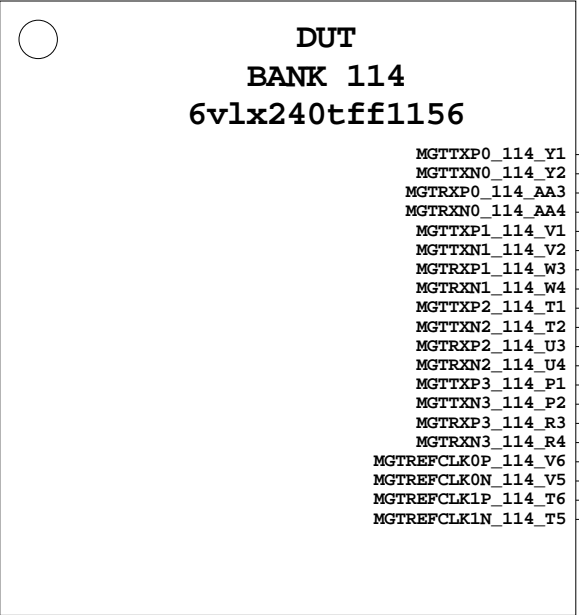 DUT
BANK 114
6vlx240tff1156
MGTTXP0_114_Y1
MGTTXN0_114_Y2
MGTRXP0_114_AA3
MGTRXN0_114_AA4
MGTTXP1_114_V1
MGTTXN1_114_V2
MGTRXP1_114_W3
MGTRXN1_114_W4
MGTTXP2_114_T1
MGTTXN2_114_T2
MGTRXP2_114_U3
MGTRXN2_114_U4
MGTTXP3_114_P1
MGTTXN3_114_P2
MGTRXP3_114_R3
MGTRXN3_114_R4
MGTREFCLK0P_114_V6
MGTREFCLK0N_114_V5
MGTREFCLK1P_114_T6
MGTREFCLK1N_114_T5